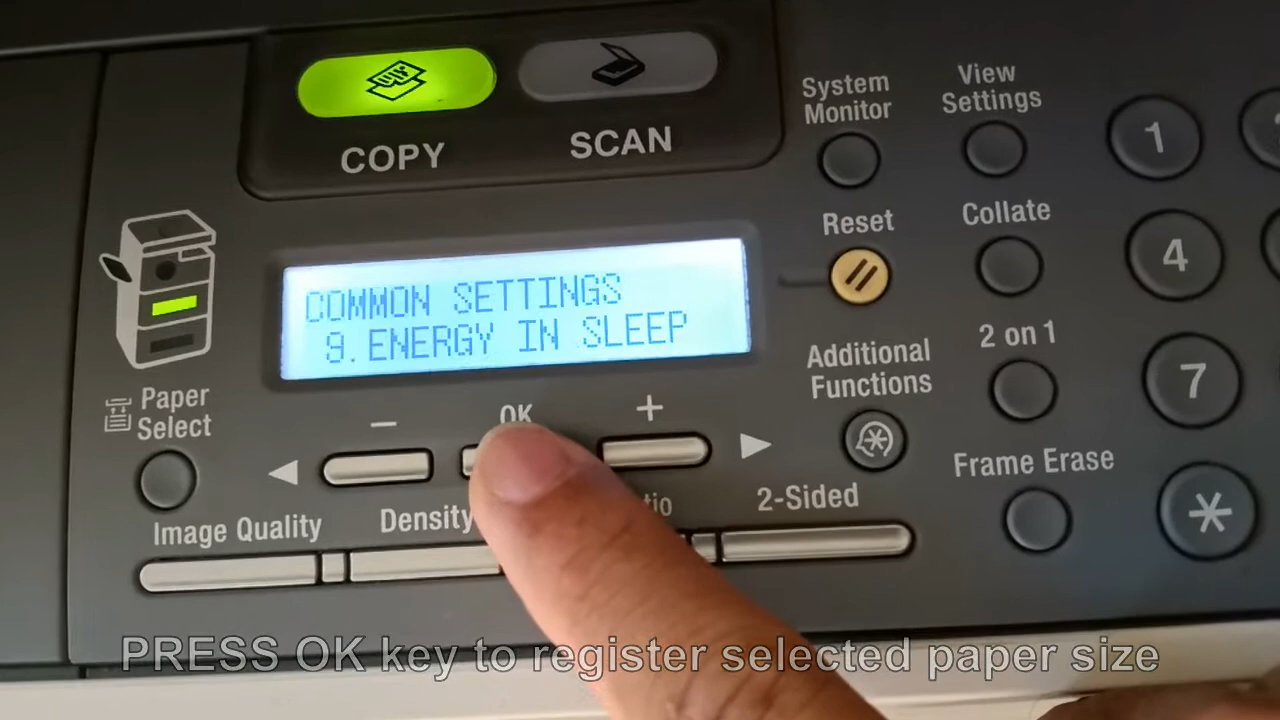 COPY
SCAN
System
Monitor
View
Settings
1
Reset
Collate
4
COMMON SETTINGS
9.ENERGY IN SLEEP
Additional
Functions
2 on 1
7
Paper
Select
−
OK
+
Image Quality
Density
2-Sided
Frame Erase
*
PRESS OK key to register selected paper size